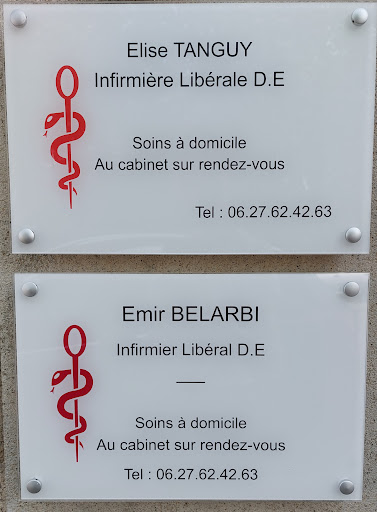 Elise TANGUY
Infirmière Libérale D.E
Soins à domicile
Au cabinet sur rendez-vous
Tel : 06.27.62.42.63
Emir BELARBI
Infirmier Libéral D.E
Soins à domicile
Au cabinet sur rendez-vous
Tel : 06.27.62.42.63